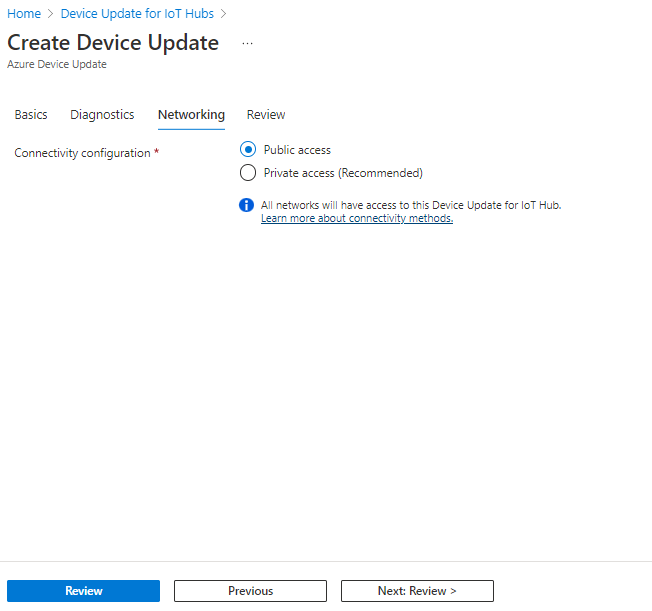 Home > Device Update for IoT Hubs >
Create Device Update ...
Azure Device Update
Basics Diagnostics Networking Review
Connectivity configuration *
Public access
Private access (Recommended)
All networks will have access to this Device Update for IoT Hub.
Learn more about connectivity methods.
Review Previous Next: Review >